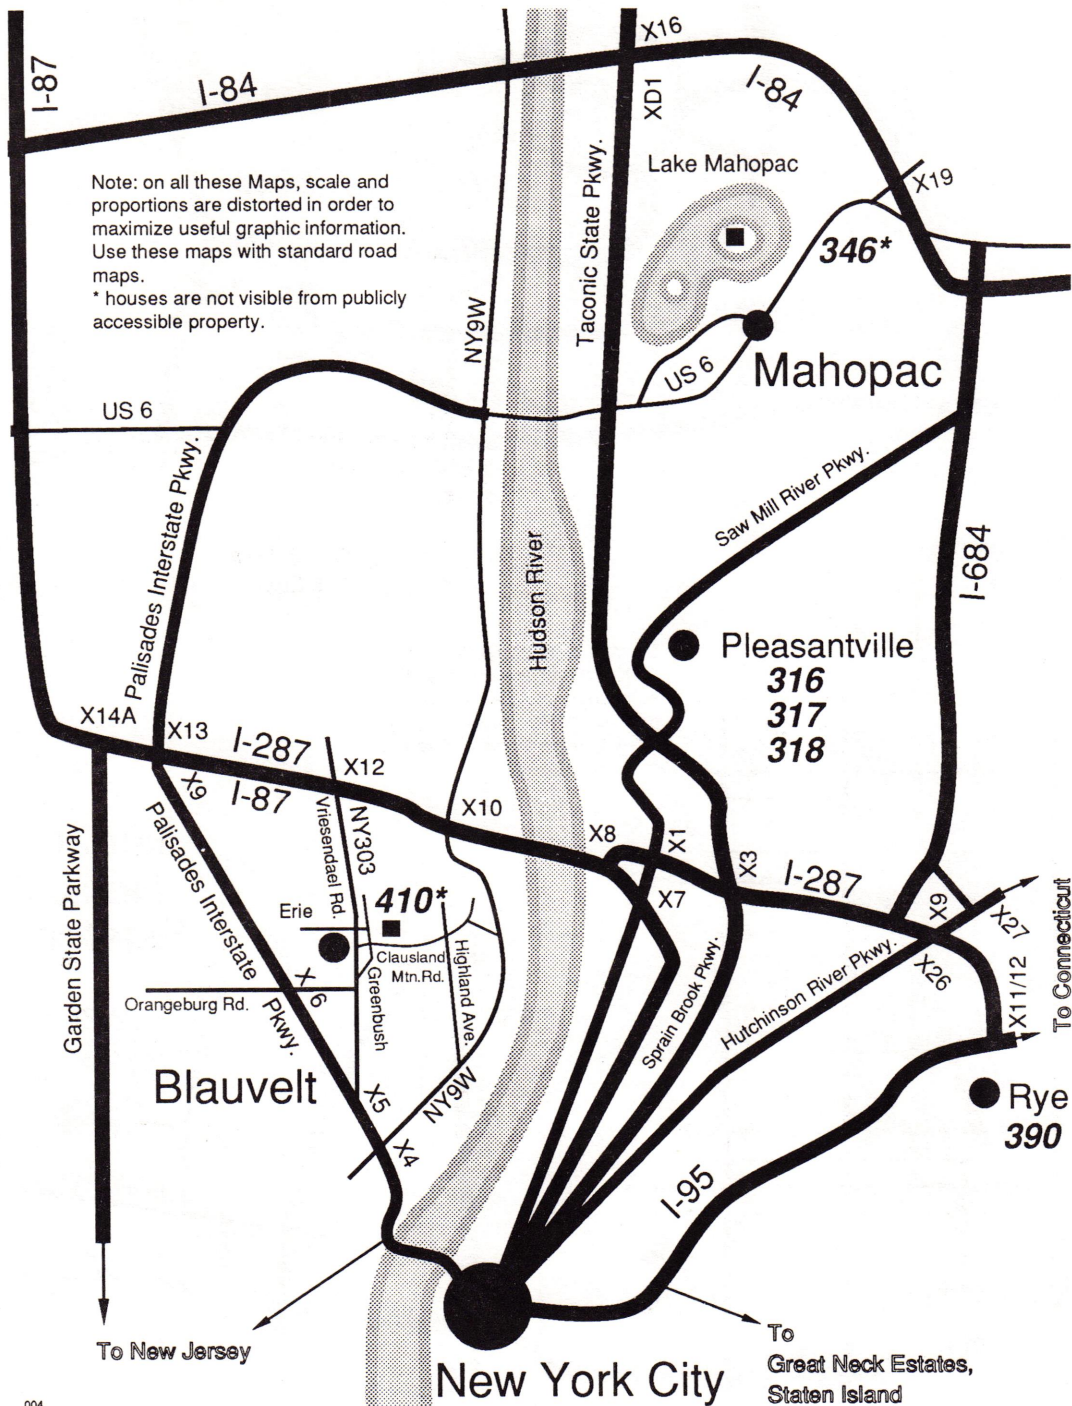 X16
I-87
I-84
I-84
XD1
Lake Mahopac
X19
Note: on all these Maps, scale and
proportions are distorted in order to
maximize useful graphic information.
Use these maps with standard road
maps.
* houses are not visible from publicly
accessible property.
Taconic State Pkwy.
346*
NY9W
Mahopac
US 6
US 6
Palisades Interstate Pkwy.
Saw Mill River Pkwy.
Hudson River
I-684
Pleasantville
316
317
318
X14A
X13
I-287
X12
X9
I-87
X10
X8
X1
X3
I-287
Garden State Parkway
Palisades Interstate
Pkwy.
Vriesendael Rd.
NY303
X7
X9
X27
To Connecticut
Erie
410*
Clausland
Mtn.Rd.
Highland Ave.
Sprain Brook Pkwy.
Hutchinson River Pkwy.
X26
X11/12
X6
Orangeburg Rd.
Greenbush
Blauvelt
X5
NY9W
X4
Rye
390
I-95
To New Jersey
To
Great Neck Estates,
Staten Island
New York City
004